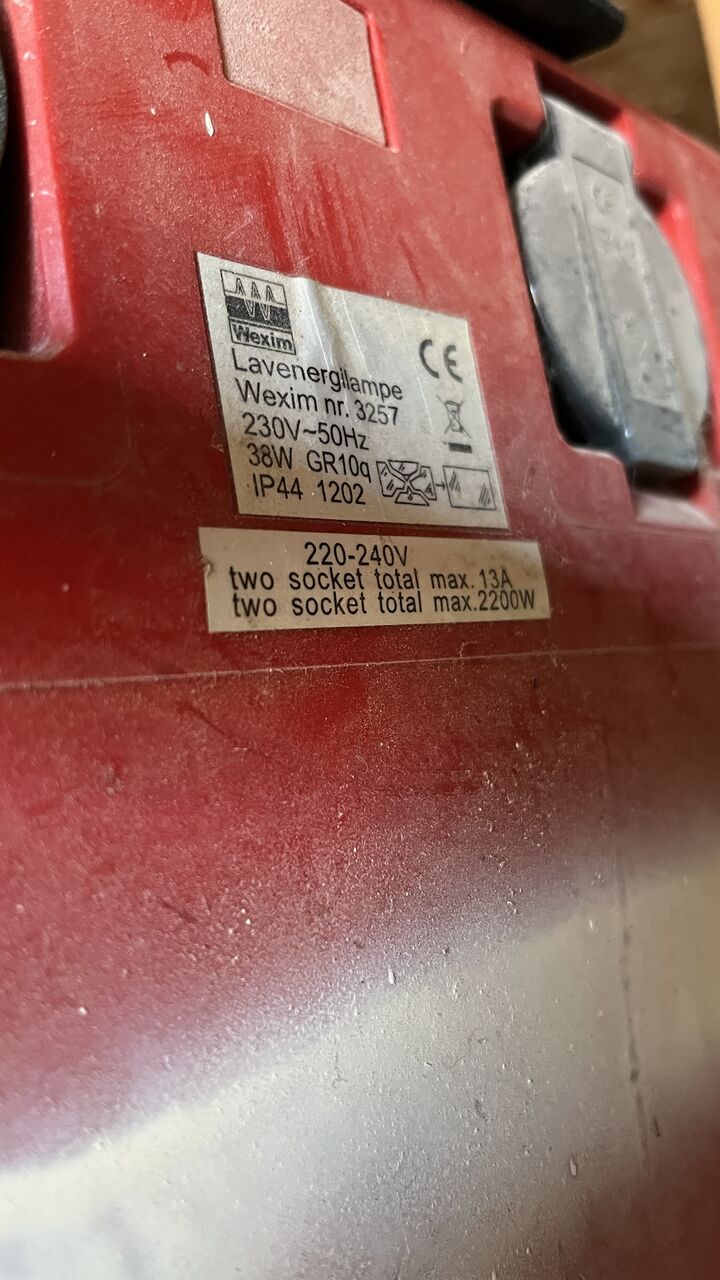 Wexim
CE
Lavenergilampe
Wexim nr. 3257
230V~50Hz
38W GR10q
IP44 1202
220-240V
two socket total max. 13A
two socket total max.2200W